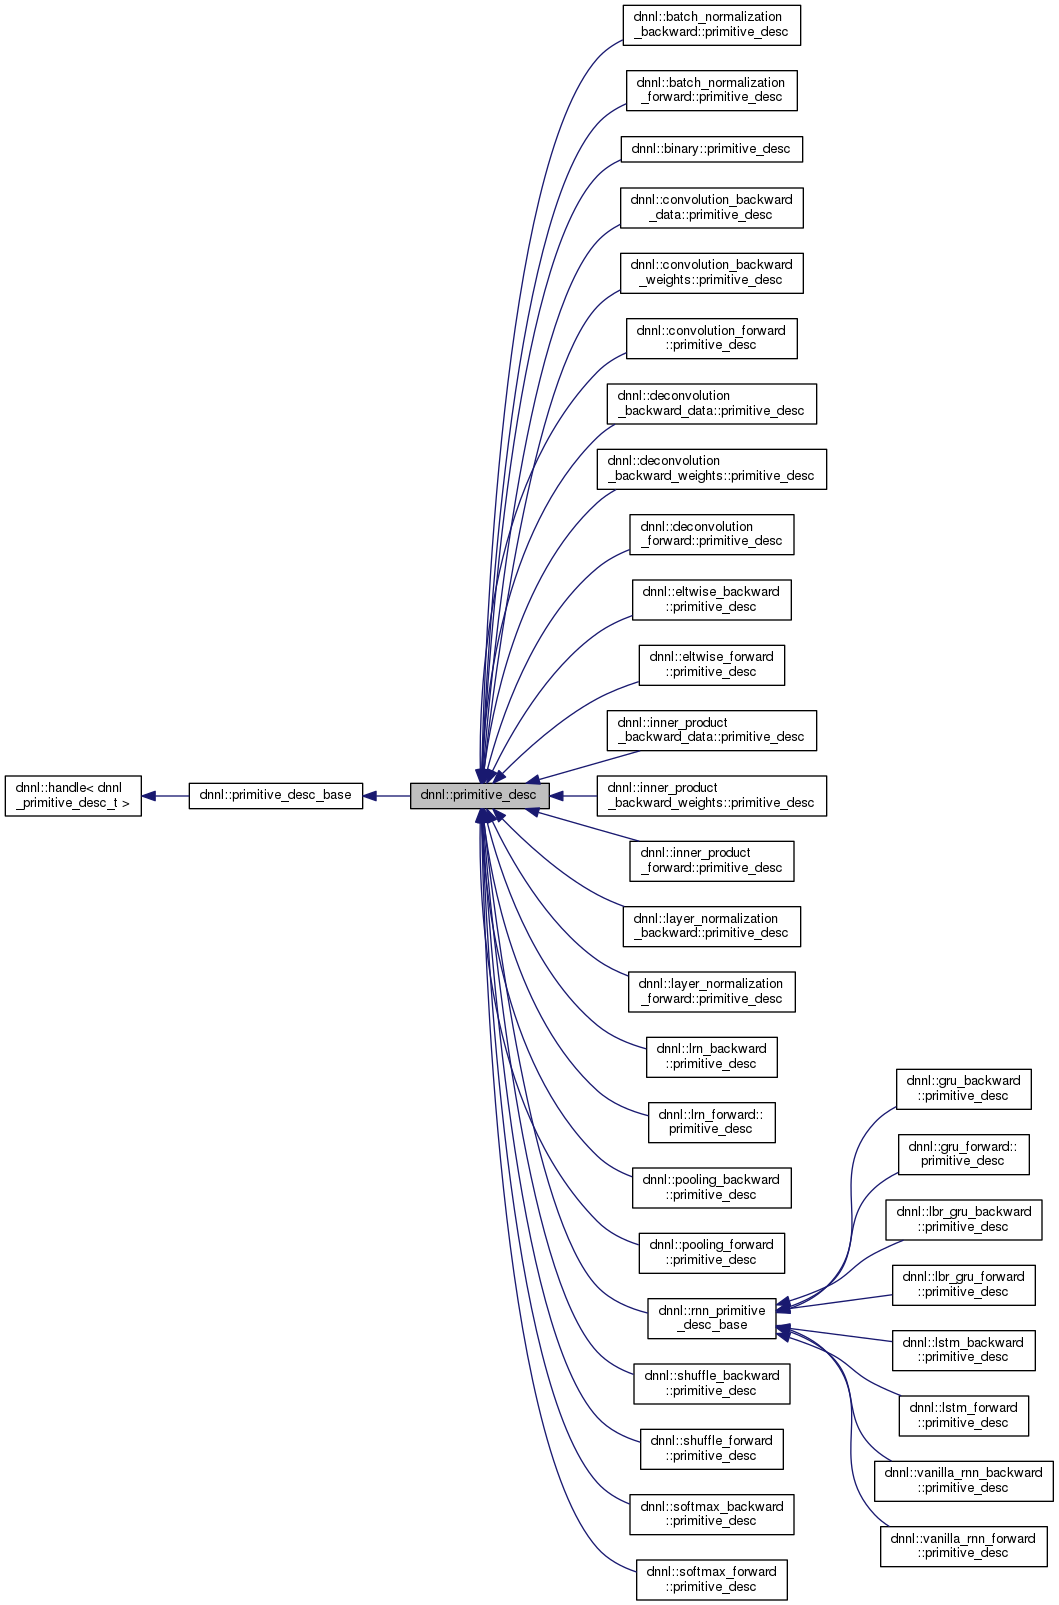 dnnl::batch_normalization
_backward::primitive_desc
dnnl::batch_normalization
_forward::primitive_desc
dnnl::binary::primitive_desc
dnnl::convolution_backward
_data::primitive_desc
dnnl::convolution_backward
_weights::primitive_desc
dnnl::convolution_forward
::primitive_desc
dnnl::deconvolution
_backward_data::primitive_desc
dnnl::deconvolution
_backward_weights::primitive_desc
dnnl::deconvolution
_forward::primitive_desc
dnnl::eltwise_backward
::primitive_desc
dnnl::eltwise_forward
::primitive_desc
dnnl::inner_product
_backward_data::primitive_desc
dnnl::handle< dnnl
_primitive_desc_t >
dnnl::primitive_desc_base
dnnl::primitive_desc
dnnl::inner_product
_backward_weights::primitive_desc
dnnl::inner_product
_forward::primitive_desc
dnnl::layer_normalization
_backward::primitive_desc
dnnl::layer_normalization
_forward::primitive_desc
dnnl::lrn_backward
::primitive_desc
dnnl::lrn_forward::
primitive_desc
dnnl::pooling_backward
::primitive_desc
dnnl::pooling_forward
::primitive_desc
dnnl::rnn_primitive
_desc_base
dnnl::shuffle_backward
::primitive_desc
dnnl::shuffle_forward
::primitive_desc
dnnl::softmax_backward
::primitive_desc
dnnl::softmax_forward
::primitive_desc
dnnl::gru_backward
::primitive_desc
dnnl::gru_forward::
primitive_desc
dnnl::lbr_gru_backward
::primitive_desc
dnnl::lbr_gru_forward
::primitive_desc
dnnl::lstm_backward
::primitive_desc
dnnl::lstm_forward
::primitive_desc
dnnl::vanilla_rnn_backward
::primitive_desc
dnnl::vanilla_rnn_forward
::primitive_desc